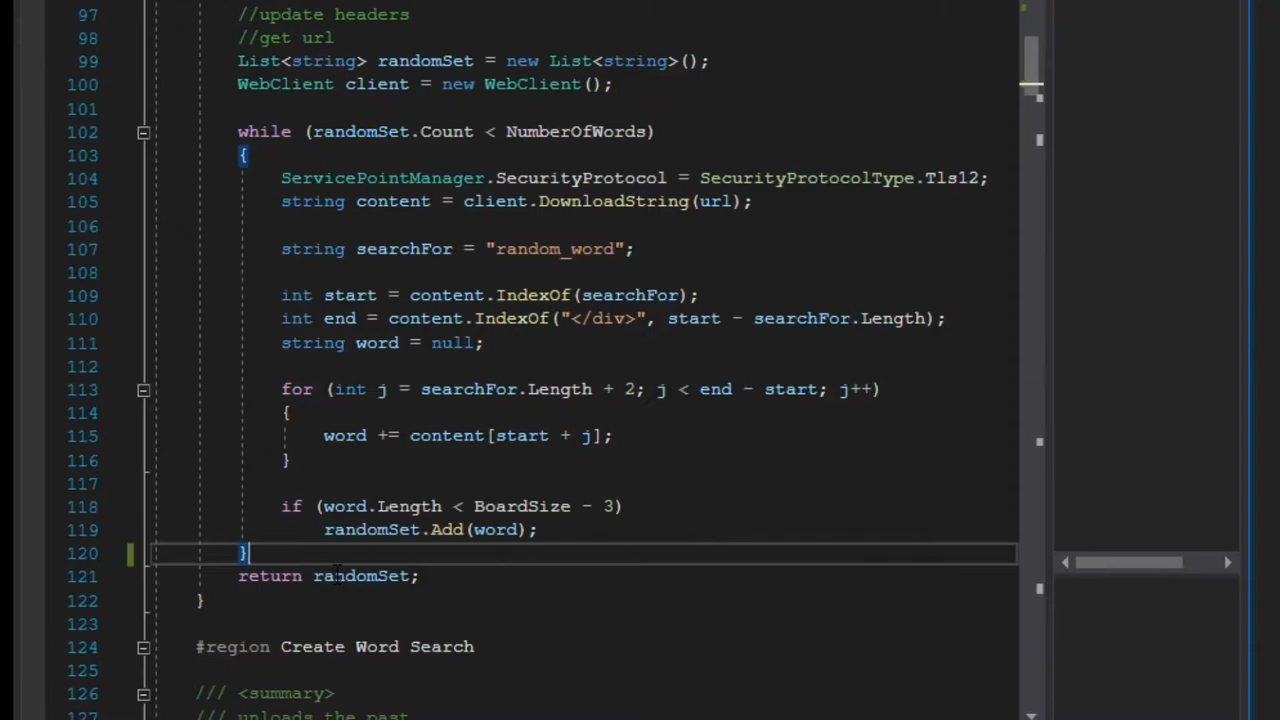 97 //update headers
98 //get url
99 List<string> randomSet = new List<string>();
100 WebClient client = new WebClient();
101
102 while (randomSet.Count < NumberOfWords)
103 {
104 ServicePointManager.SecurityProtocol = SecurityProtocolType.Tls12;
105 string content = client.DownloadString(url);
106
107 string searchFor = "random_word";
108
109 int start = content.IndexOf(searchFor);
110 int end = content.IndexOf("</div>", start - searchFor.Length);
111 string word = null;
112
113 for (int j = searchFor.Length + 2; j < end - start; j++)
114 {
115 word += content[start + j];
116 }
117
118 if (word.Length < BoardSize - 3)
119 randomSet.Add(word);
120 }
121 return randomSet;
122 }
123
124 #region Create Word Search
125
126 /// <summary>
127 /// unloads the past